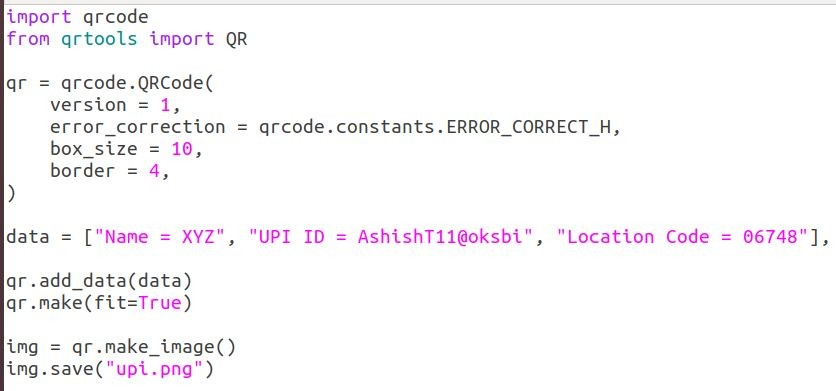 import qrcode
from qrtools import QR
qr = qrcode.QRCode(
    version = 1,
    error_correction = qrcode.constants.ERROR_CORRECT_H,
    box_size = 10,
    border = 4,
)
data = ["Name = XYZ", "UPI ID = AshishT11@oksbi", "Location Code = 06748"],
qr.add_data(data)
qr.make(fit=True)
img = qr.make_image()
img.save("upi.png")